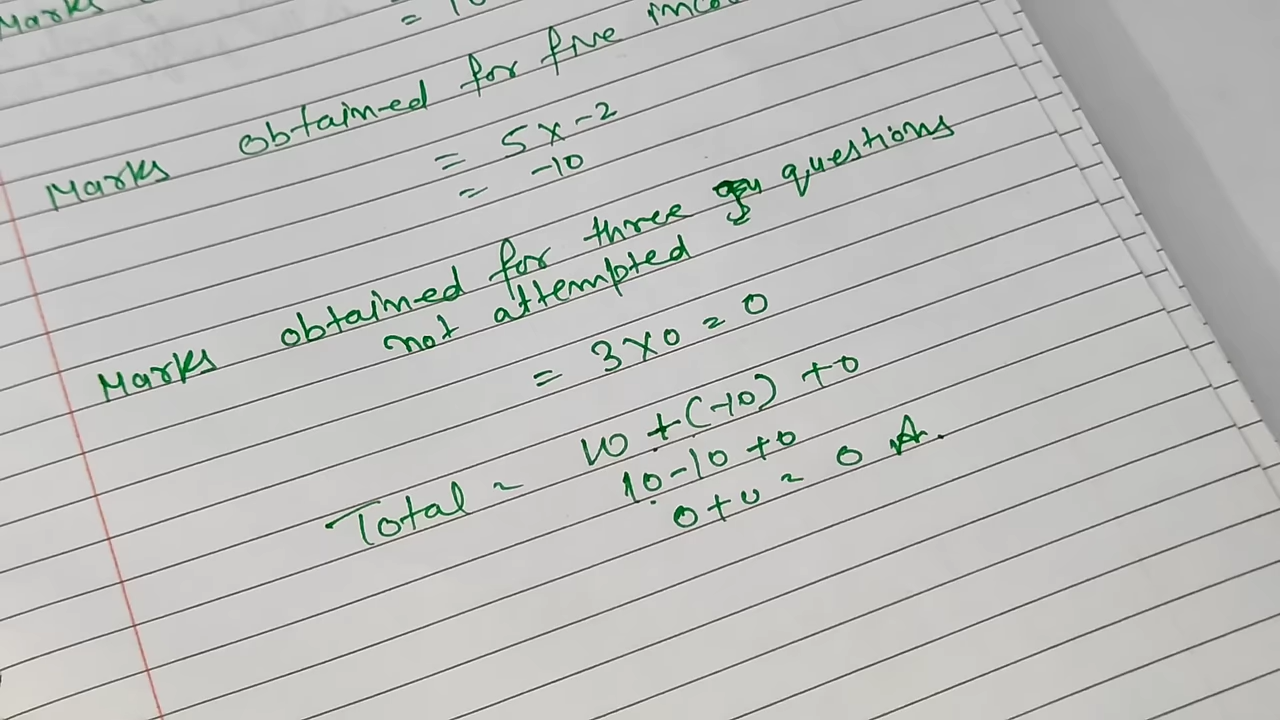 Marks
= 10
Marks obtained for five
= 5 x -2
= -10
Marks obtained for three questions
not attempted
= 3 x 0 = 0
Total = 10 + (-10) + 0
10 - 10 + 0
0 + 0 = 0 A.